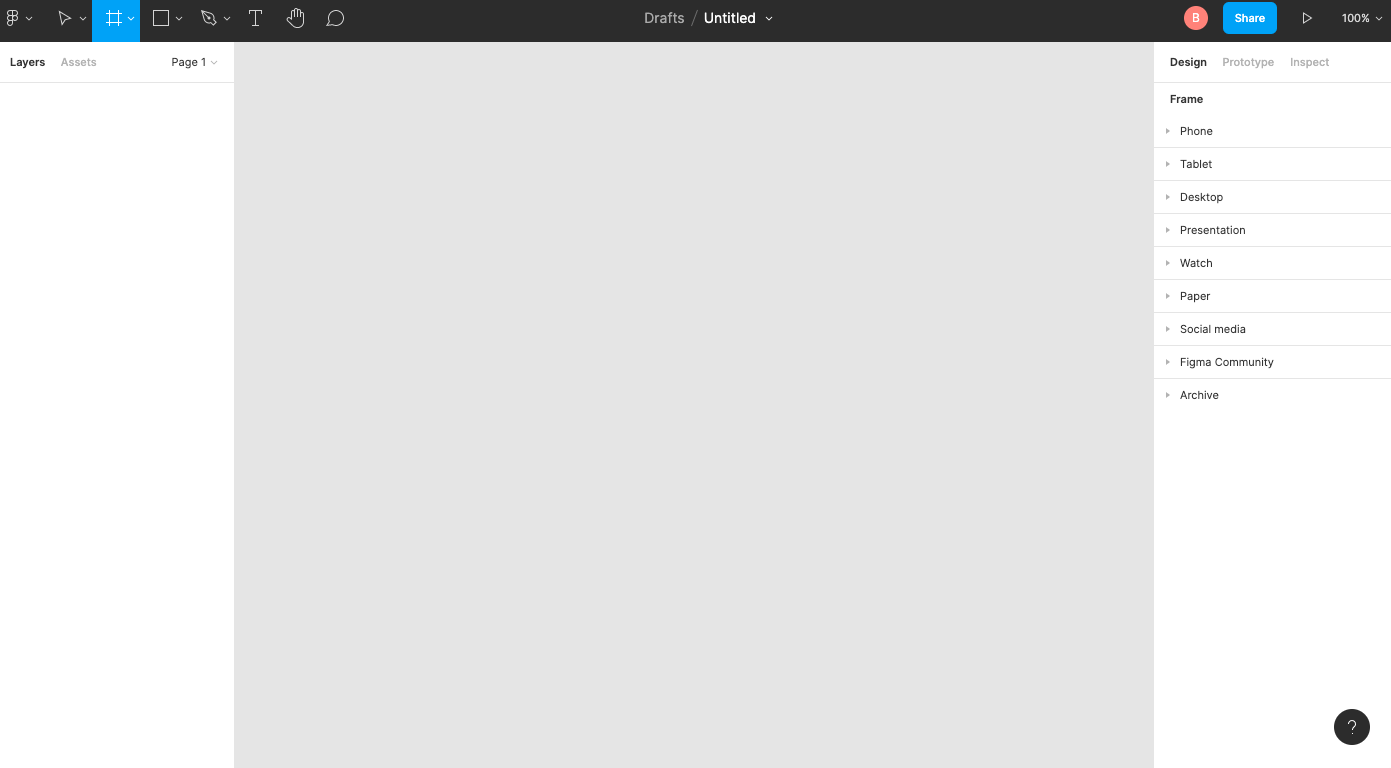 Drafts / Untitled
B
Share
100%
Layers Assets Page 1
Design Prototype Inspect
Frame
Phone
Tablet
Desktop
Presentation
Watch
Paper
Social media
Figma Community
Archive
?